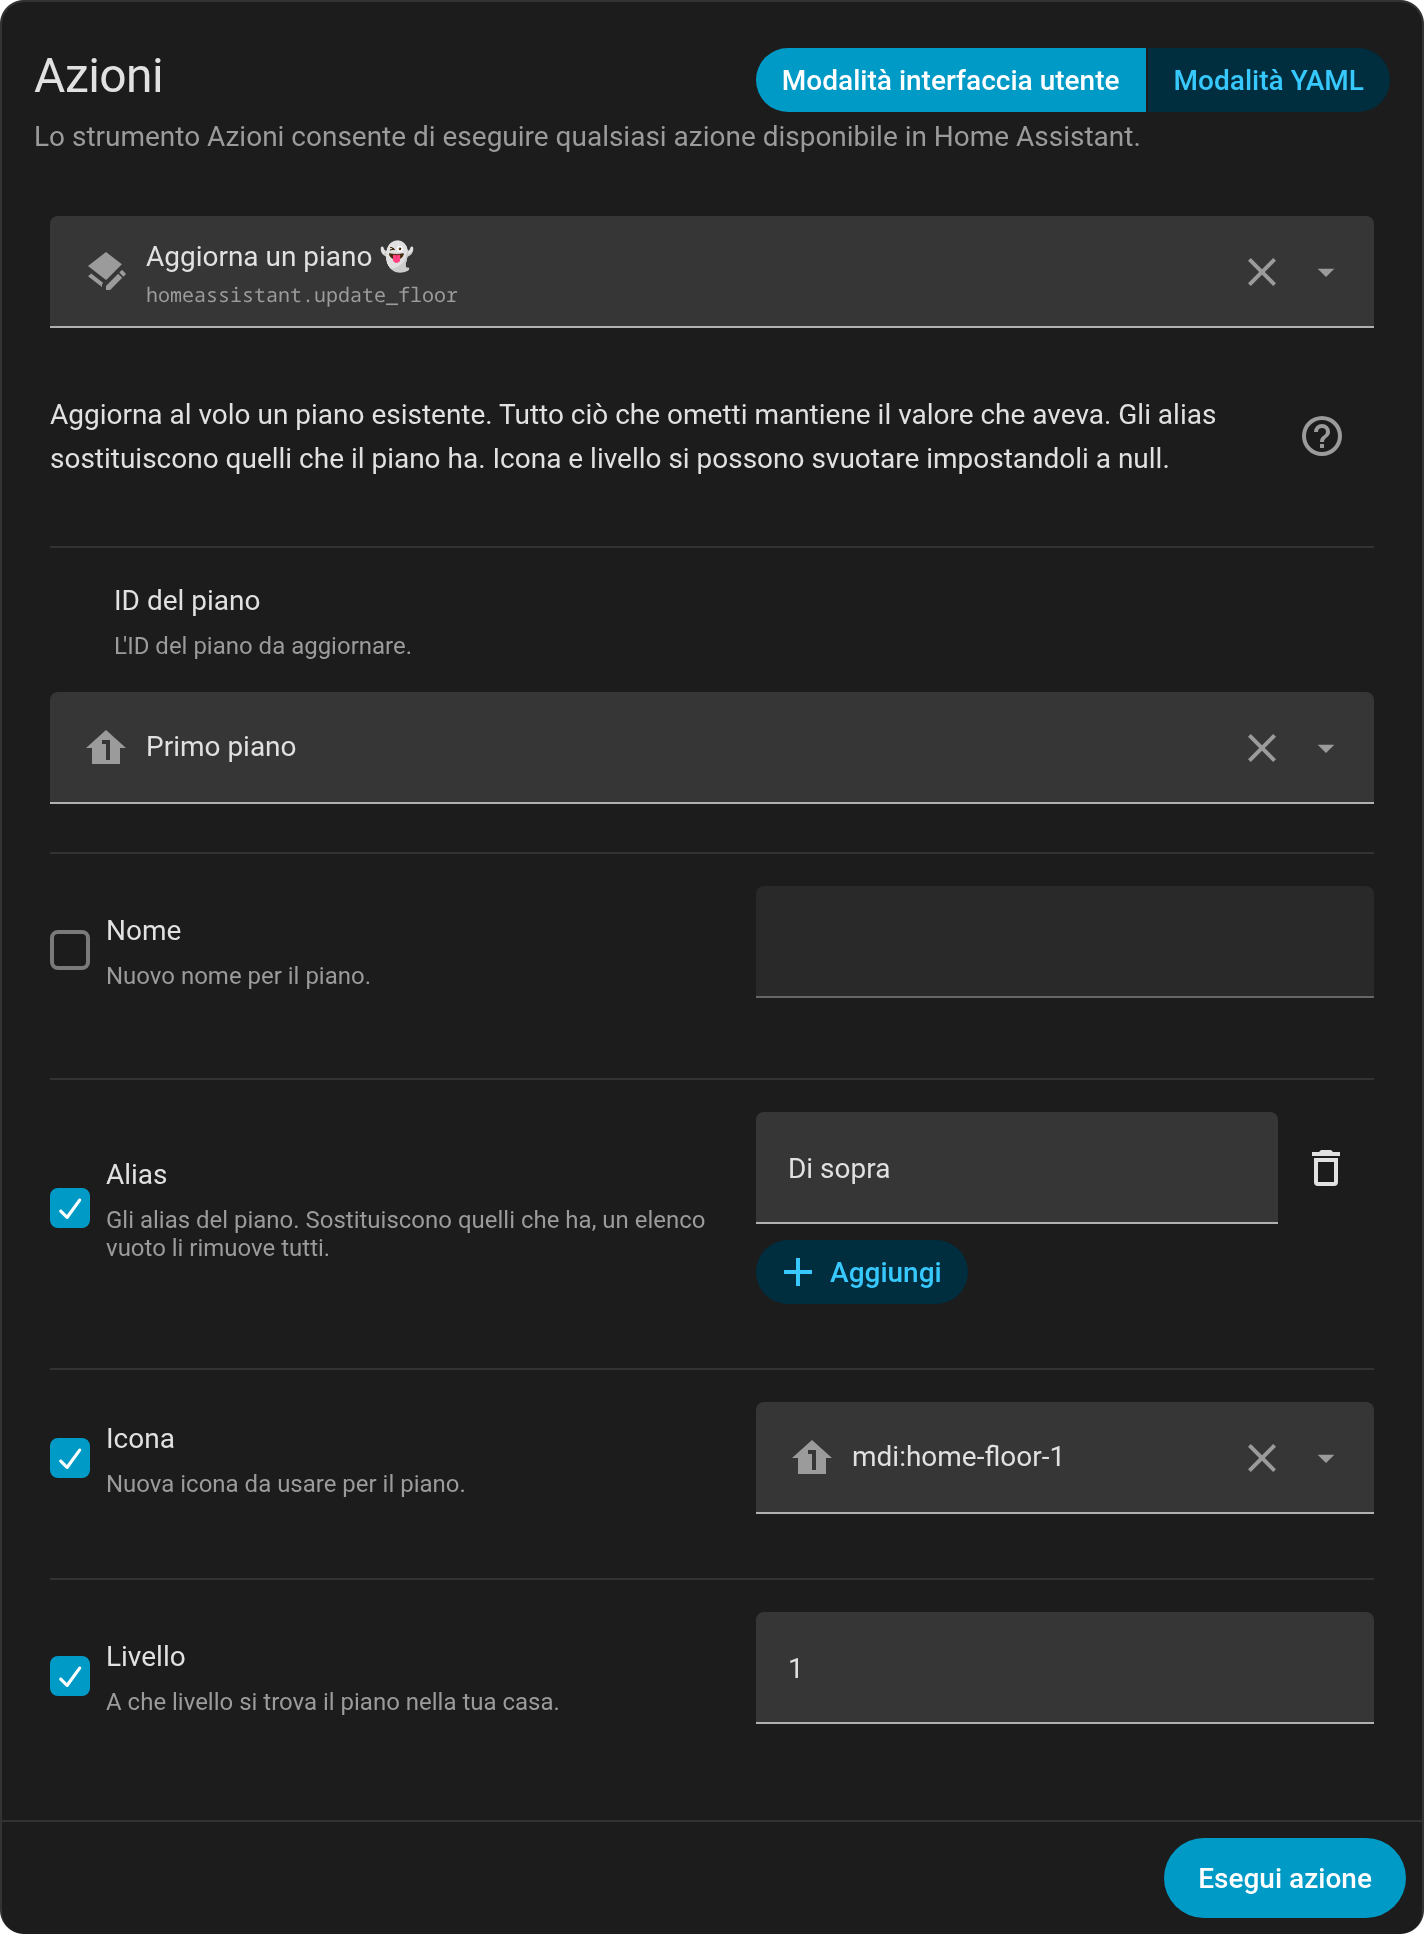 Azioni
Modalità interfaccia utente
Modalità YAML
Lo strumento Azioni consente di eseguire qualsiasi azione disponibile in Home Assistant.
Aggiorna un piano 👻
homeassistant.update_floor
Aggiorna al volo un piano esistente. Tutto ciò che ometti mantiene il valore che aveva. Gli alias
sostituiscono quelli che il piano ha. Icona e livello si possono svuotare impostandoli a null.
ID del piano
L'ID del piano da aggiornare.
Primo piano
Nome
Nuovo nome per il piano.
Alias
Gli alias del piano. Sostituiscono quelli che ha, un elenco
vuoto li rimuove tutti.
Di sopra
Aggiungi
Icona
Nuova icona da usare per il piano.
mdi:home-floor-1
Livello
A che livello si trova il piano nella tua casa.
1
Esegui azione